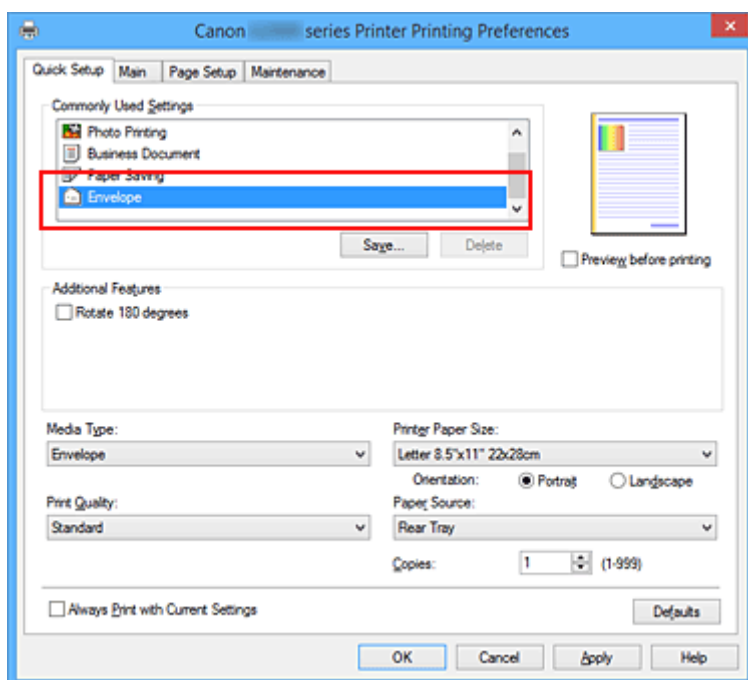 Canon series Printer Printing Preferences
Quick Setup Main Page Setup Maintenance
Commonly Used Settings
Photo Printing
Business Document
Paper Saving
Envelope
Save... Delete
Preview before printing
Additional Features
Rotate 180 degrees
Media Type: Printer Paper Size:
Envelope Letter 8.5"x11" 22x28cm
Orientation: Portrait Landscape
Print Quality: Paper Source:
Standard Rear Tray
Copies: 1 (1-999)
Always Print with Current Settings Defaults
OK Cancel Apply Help